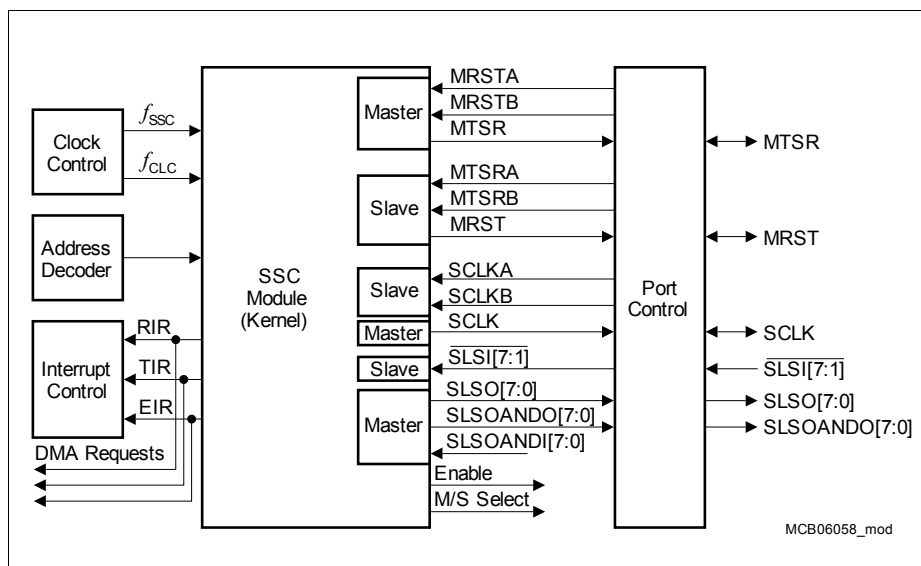 Clock
Control
fSSC
fCLC
Address
Decoder
Interrupt
Control
RIR
TIR
EIR
DMA Requests
SSC
Module
(Kernel)
Master
Slave
Slave
Master
Slave
Master
MRSTA
MRSTB
MTSR
MTSRA
MTSRB
MRST
SCLKA
SCLKB
SCLK
SLSI[7:1]
SLSO[7:0]
SLSOANDO[7:0]
SLSOANDI[7:0]
Enable
M/S Select
Port
Control
MTSR
MRST
SCLK
SLSI[7:1]
SLSO[7:0]
SLSOANDO[7:0]
MCB06058_mod